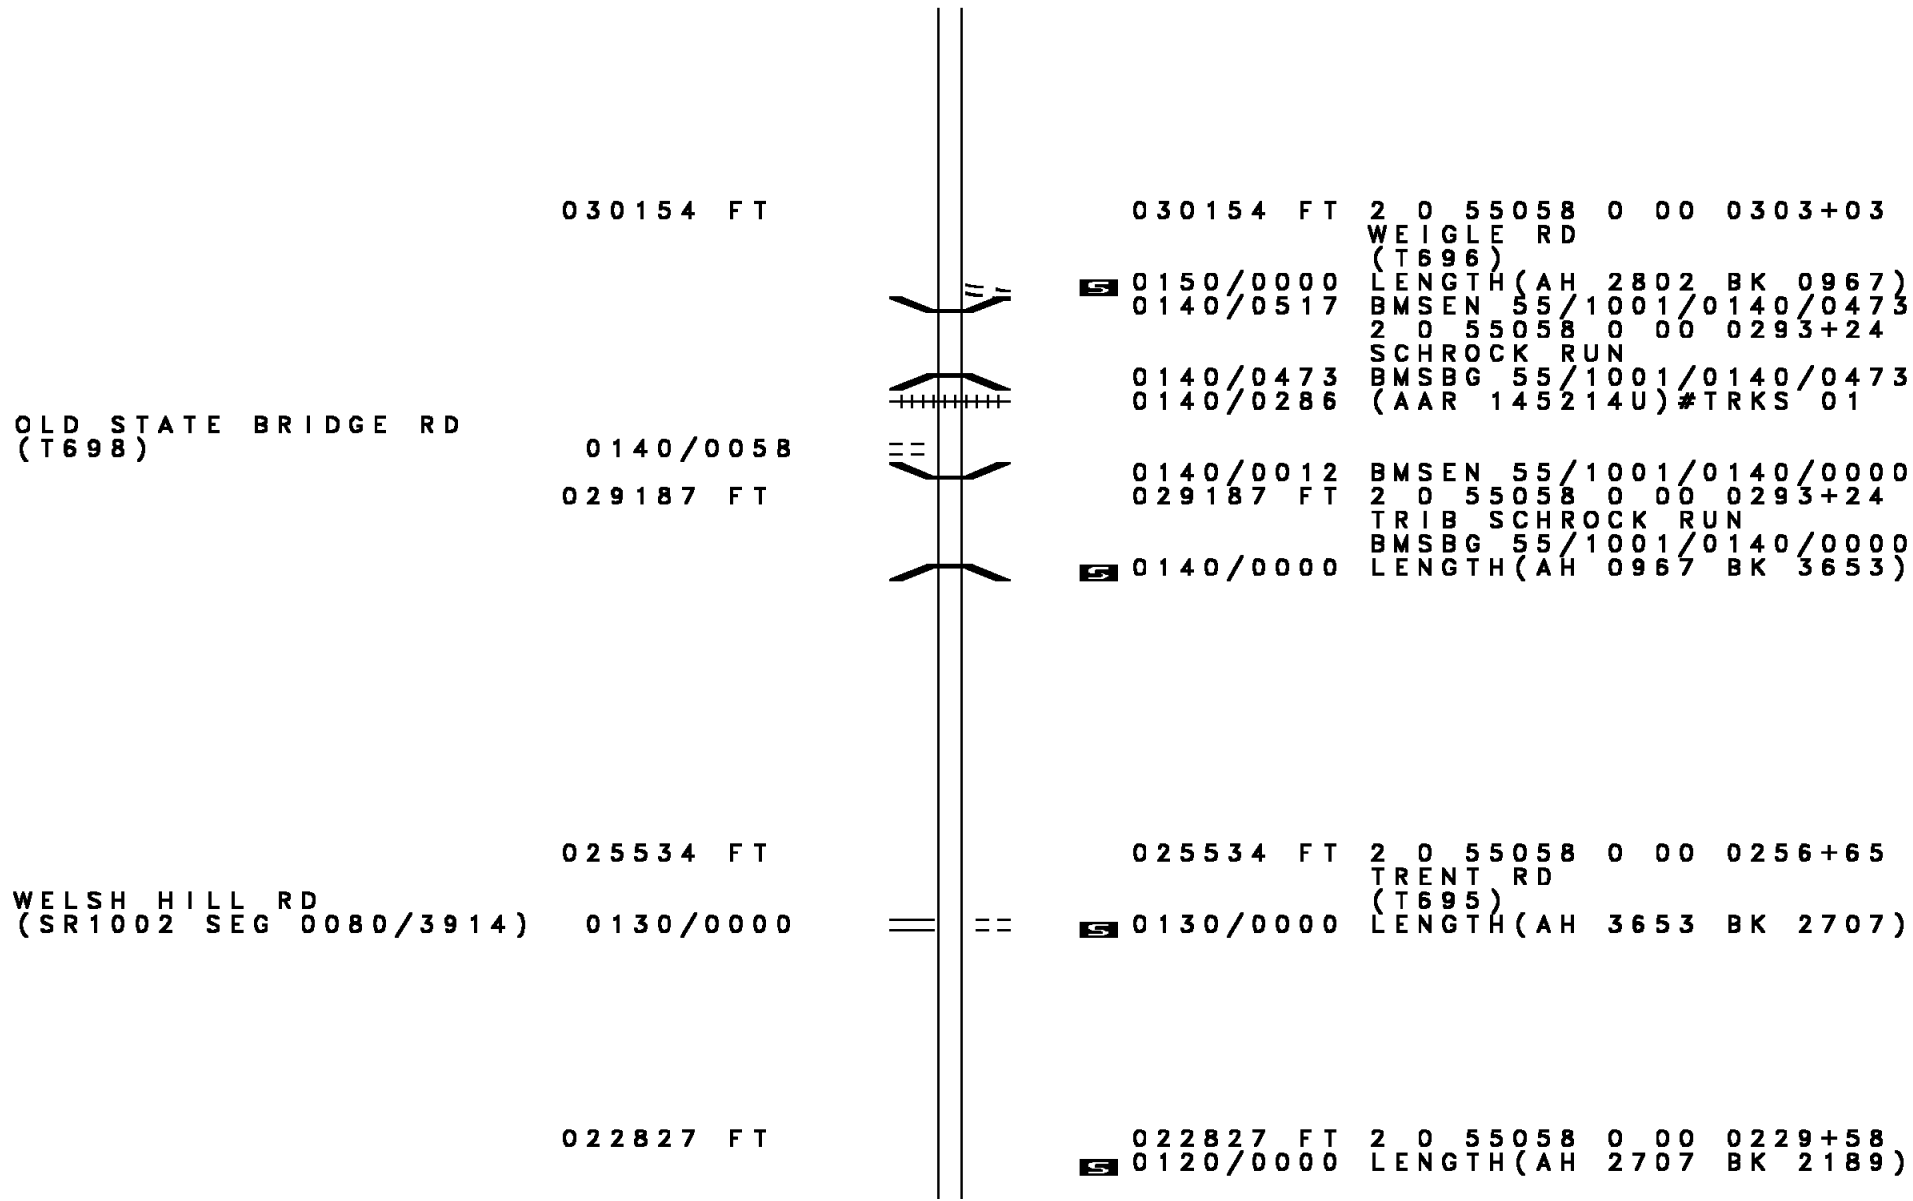 030154 FT 030154 FT 2 0 55058 0 00 0303+03
WEIGLE RD
(T696)
S 0150/0000 LENGTH(AH 2802 BK 0967)
0140/0517 BMSEN 55/1001/0140/0473
2 0 55058 0 00 0293+24
SCHROCK RUN
0140/0473 BMSBG 55/1001/0140/0473
0140/0286 (AAR 145214U)#TRKS 01
OLD STATE BRIDGE RD
(T698) 0140/0058
0140/0012 BMSEN 55/1001/0140/0000
029187 FT 029187 FT 2 0 55058 0 00 0293+24
TRIB SCHROCK RUN
BMSBG 55/1001/0140/0000
S 0140/0000 LENGTH(AH 0967 BK 3653)
025534 FT 025534 FT 2 0 55058 0 00 0256+65
TRENT RD
WELSH HILL RD (T695)
(SR1002 SEG 0080/3914) 0130/0000 S 0130/0000 LENGTH(AH 3653 BK 2707)
022827 FT 022827 FT 2 0 55058 0 00 0229+58
S 0120/0000 LENGTH(AH 2707 BK 2189)